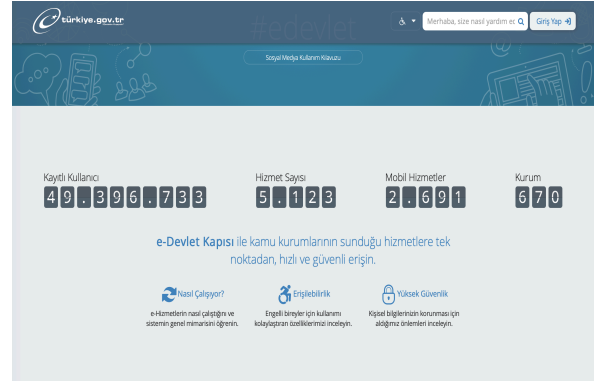 türkiye.gov.tr
#edevlet
Merhaba, size nasıl yardım ec
Giriş Yap
Sosyal Medya Kullanım Kılavuzu
Kayıtlı Kullanıcı
Hizmet Sayısı
Mobil Hizmetler
Kurum
49.396.733
5.123
2.691
670
e-Devlet Kapısı ile kamu kurumlarının sunduğu hizmetlere tek
noktadan, hızlı ve güvenli erişin.
Nasıl Çalışıyor?
Erişilebilirlik
Yüksek Güvenlik
e-Hizmetlerin nasıl çalıştığını ve
sistemin genel mimarisini öğrenin.
Engelli bireyler için kullanımı
kolaylaştıran özelliklerimizi inceleyin.
Kişisel bilgilerinizin korunması için
aldığımız önlemleri inceleyin.